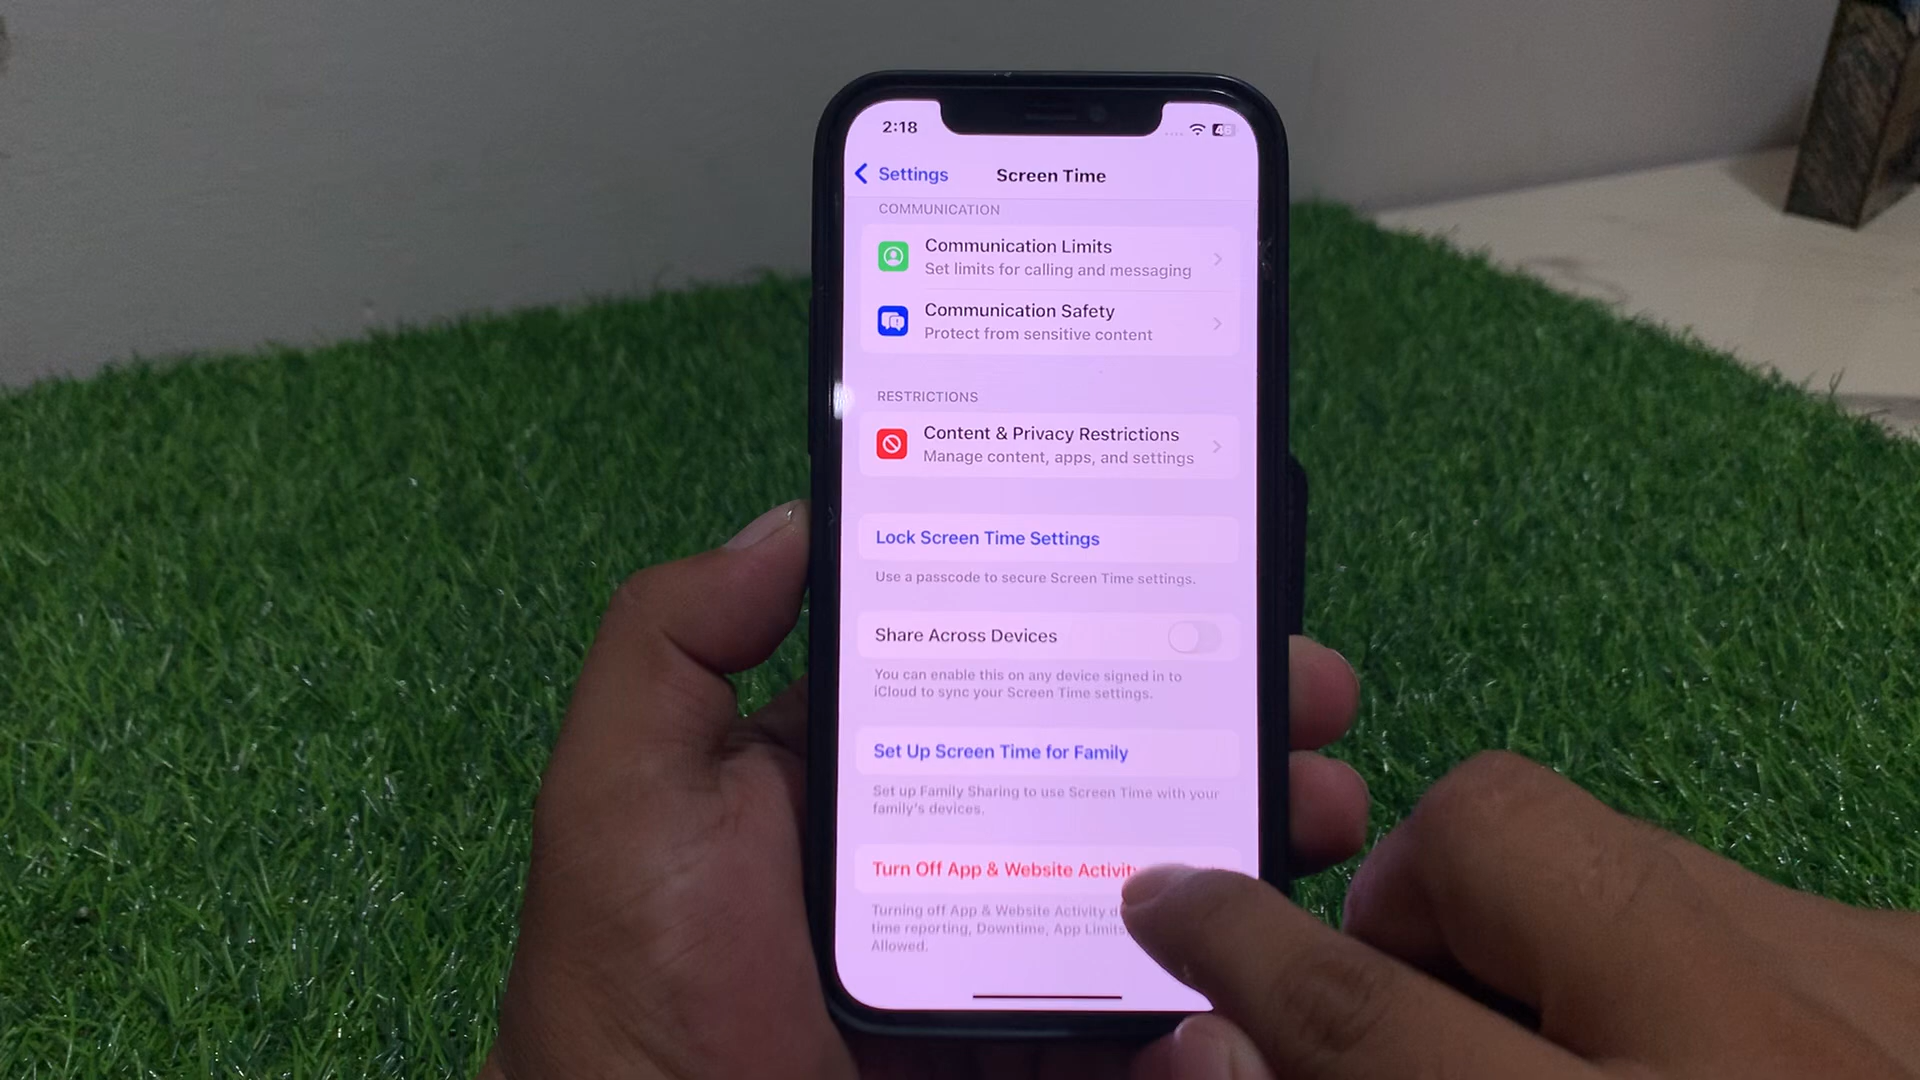 2:18
46
Settings
Screen Time
COMMUNICATION
Communication Limits
Set limits for calling and messaging
Communication Safety
Protect from sensitive content
RESTRICTIONS
Content & Privacy Restrictions
Manage content, apps, and settings
Lock Screen Time Settings
Use a passcode to secure Screen Time settings.
Share Across Devices
You can enable this on any device signed in to
iCloud to sync your Screen Time settings.
Set Up Screen Time for Family
Set up Family Sharing to use Screen Time with your
family's devices.
Turn Off App & Website Activity
Turning off App & Website Activity
time reporting, Downtime, App Limits
Allowed.